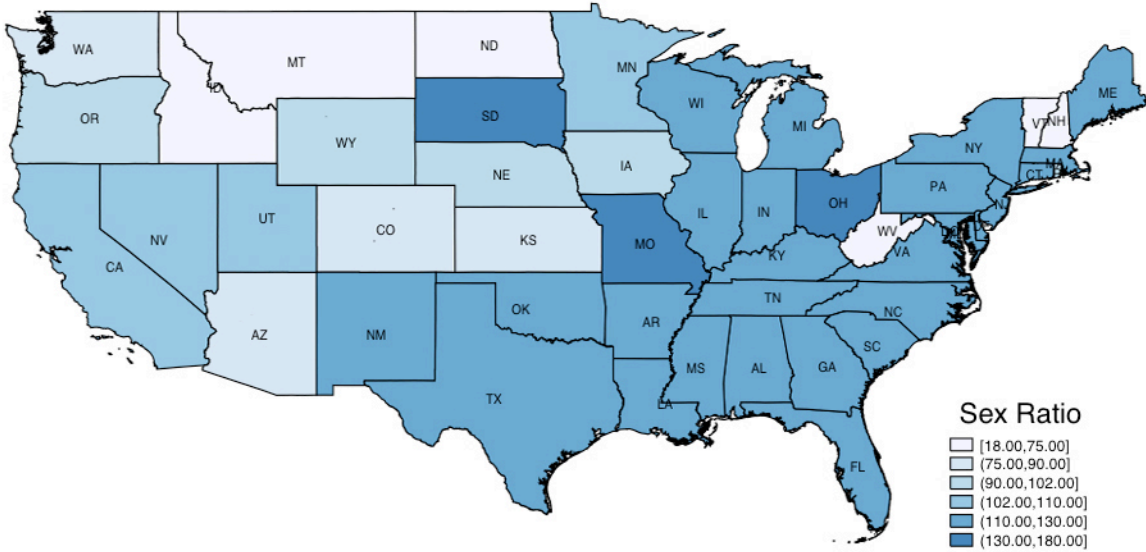 WA
MT
ND
MN
ID
OR
SD
WI
ME
WY
MI
VT
NH
NY
NE
IA
MA
CT
PA
NV
UT
CO
KS
IL
IN
OH
NJ
WV
MO
KY
VA
CA
AZ
NM
OK
AR
TN
NC
SC
MS
AL
GA
TX
LA
FL
Sex Ratio
[18.00,75.00]
(75.00,90.00]
(90.00,102.00]
(102.00,110.00]
(110.00,130.00]
(130.00,180.00]